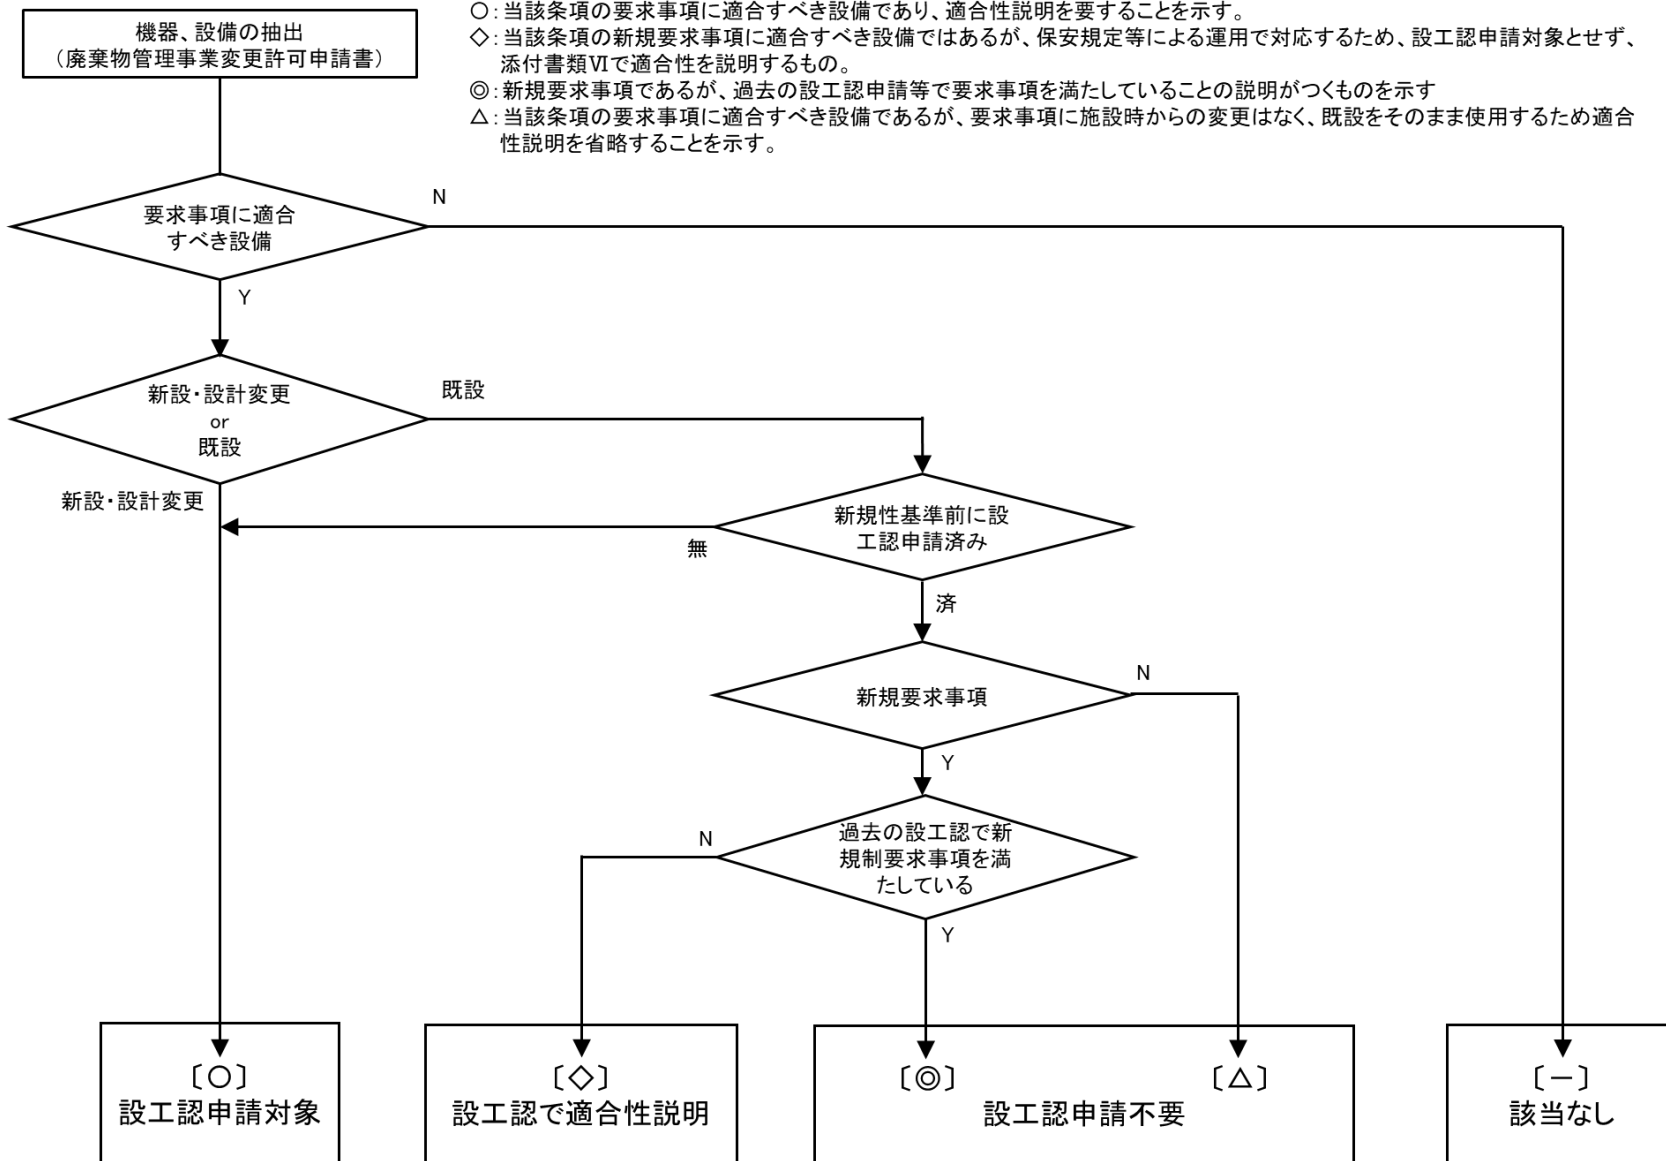 ○：当該条項の要求事項に適合すべき設備であり、適合性説明を要することを示す。
◇：当該条項の新規要求事項に適合すべき設備ではあるが、保安規定等による運用で対応するため、設工認申請対象とせず、
添付書類Ⅵで適合性を説明するもの。
◎：新規要求事項であるが、過去の設工認申請等で要求事項を満たしていることの説明がつくものを示す
△：当該条項の要求事項に適合すべき設備であるが、要求事項に施設時からの変更はなく、既設をそのまま使用するため適合
性説明を省略することを示す。
機器、設備の抽出
（廃棄物管理事業変更許可申請書）
要求事項に適合
すべき設備
N
Y
新設・設計変更
or
既設
既設
新設・設計変更
新規性基準前に設
工認申請済み
無
済
新規要求事項
N
Y
過去の設工認で新
規制要求事項を満
たしている
N
Y
〔○〕
設工認申請対象
〔◇〕
設工認で適合性説明
〔◎〕
〔△〕
設工認申請不要
〔－〕
該当なし